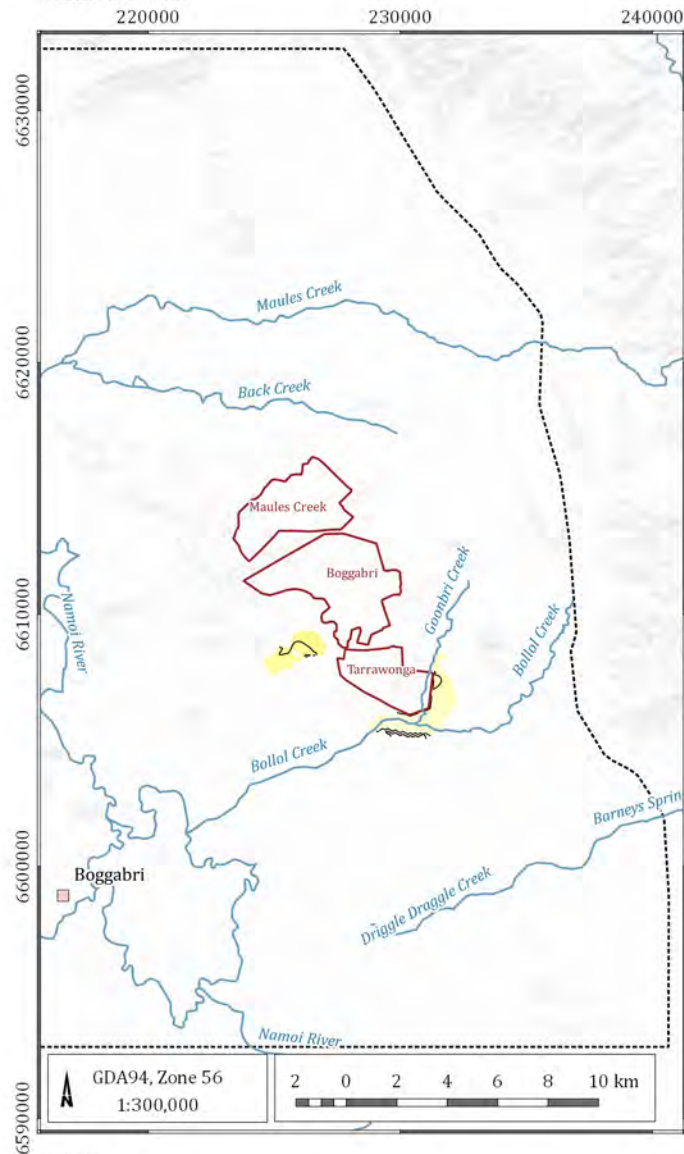 220000
230000
240000
6630000
Maules Creek
6620000
Back Creek
Maules Creek
Boggabri
Goonbri Creek
6610000
Namoi River
Bollol Creek
Tarrawonga
Bollol Creek
Barneys Sprin
6600000
Boggabri
Driggle Draggle Creek
Namoi River
GDA94, Zone 56
1:300,000
2 0 2 4 6 8 10 km
N
6590000